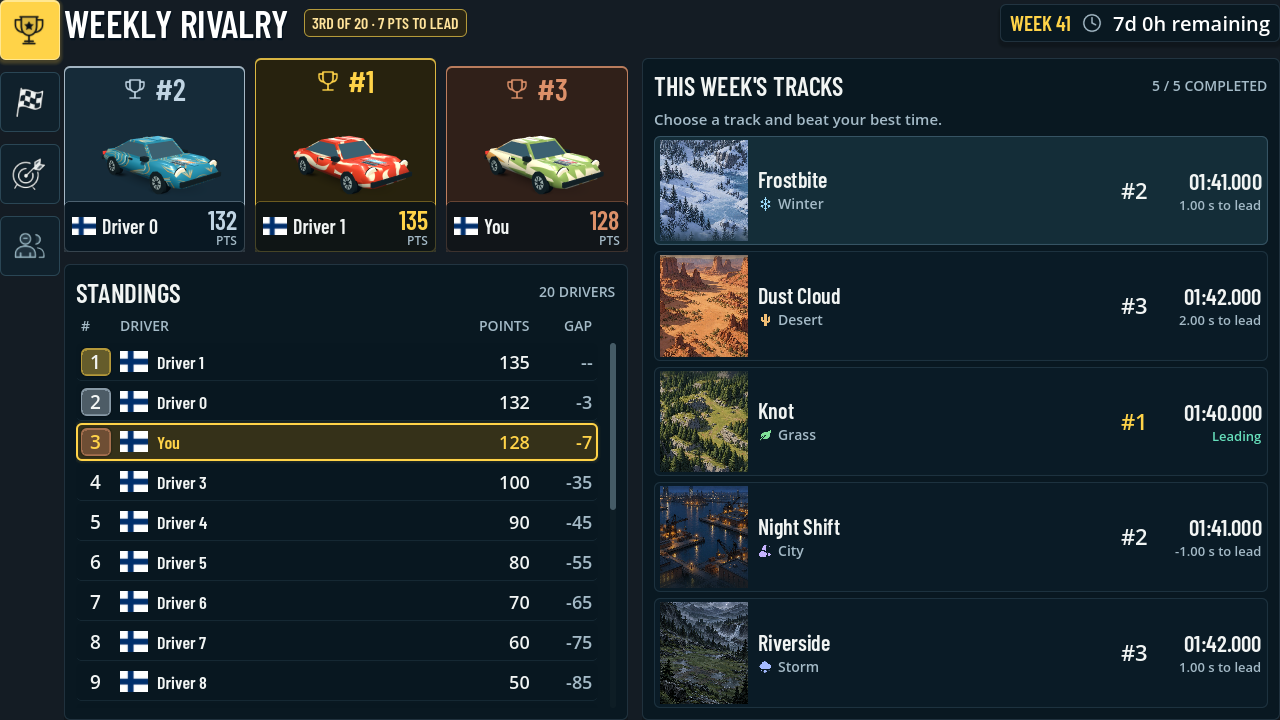 WEEKLY RIVALRY
3RD OF 20 · 7 PTS TO LEAD
WEEK 41
7d 0h remaining
#2
Driver 0
132
PTS
#1
Driver 1
135
PTS
#3
You
128
PTS
STANDINGS
20 DRIVERS
# DRIVER POINTS GAP
1 Driver 1 135 --
2 Driver 0 132 -3
3 You 128 -7
4 Driver 3 100 -35
5 Driver 4 90 -45
6 Driver 5 80 -55
7 Driver 6 70 -65
8 Driver 7 60 -75
9 Driver 8 50 -85
THIS WEEK'S TRACKS
5 / 5 COMPLETED
Choose a track and beat your best time.
Frostbite
Winter
#2
01:41.000
1.00 s to lead
Dust Cloud
Desert
#3
01:42.000
2.00 s to lead
Knot
Grass
#1
01:40.000
Leading
Night Shift
City
#2
01:41.000
-1.00 s to lead
Riverside
Storm
#3
01:42.000
1.00 s to lead